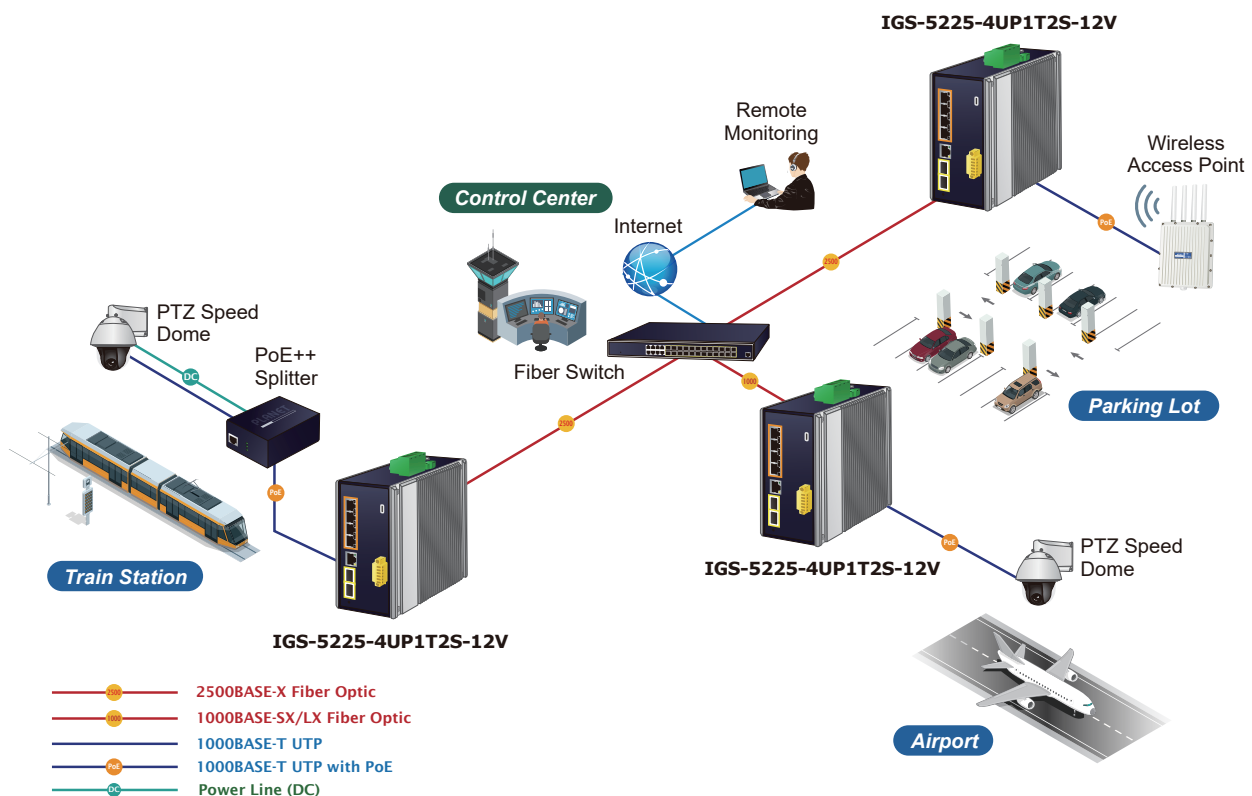 IGS-5225-4UP1T2S-12V
Remote
Monitoring
Wireless
Access Point
Control Center
Internet
PoE
2500
PTZ Speed
Dome
PoE++
Splitter
DC
Fiber Switch
1000
Parking Lot
PLANET
2500
PoE
PoE
PTZ Speed
Dome
Train Station
IGS-5225-4UP1T2S-12V
IGS-5225-4UP1T2S-12V
2500 2500BASE-X Fiber Optic
1000 1000BASE-SX/LX Fiber Optic
1000BASE-T UTP
PoE 1000BASE-T UTP with PoE
DC Power Line (DC)
Airport